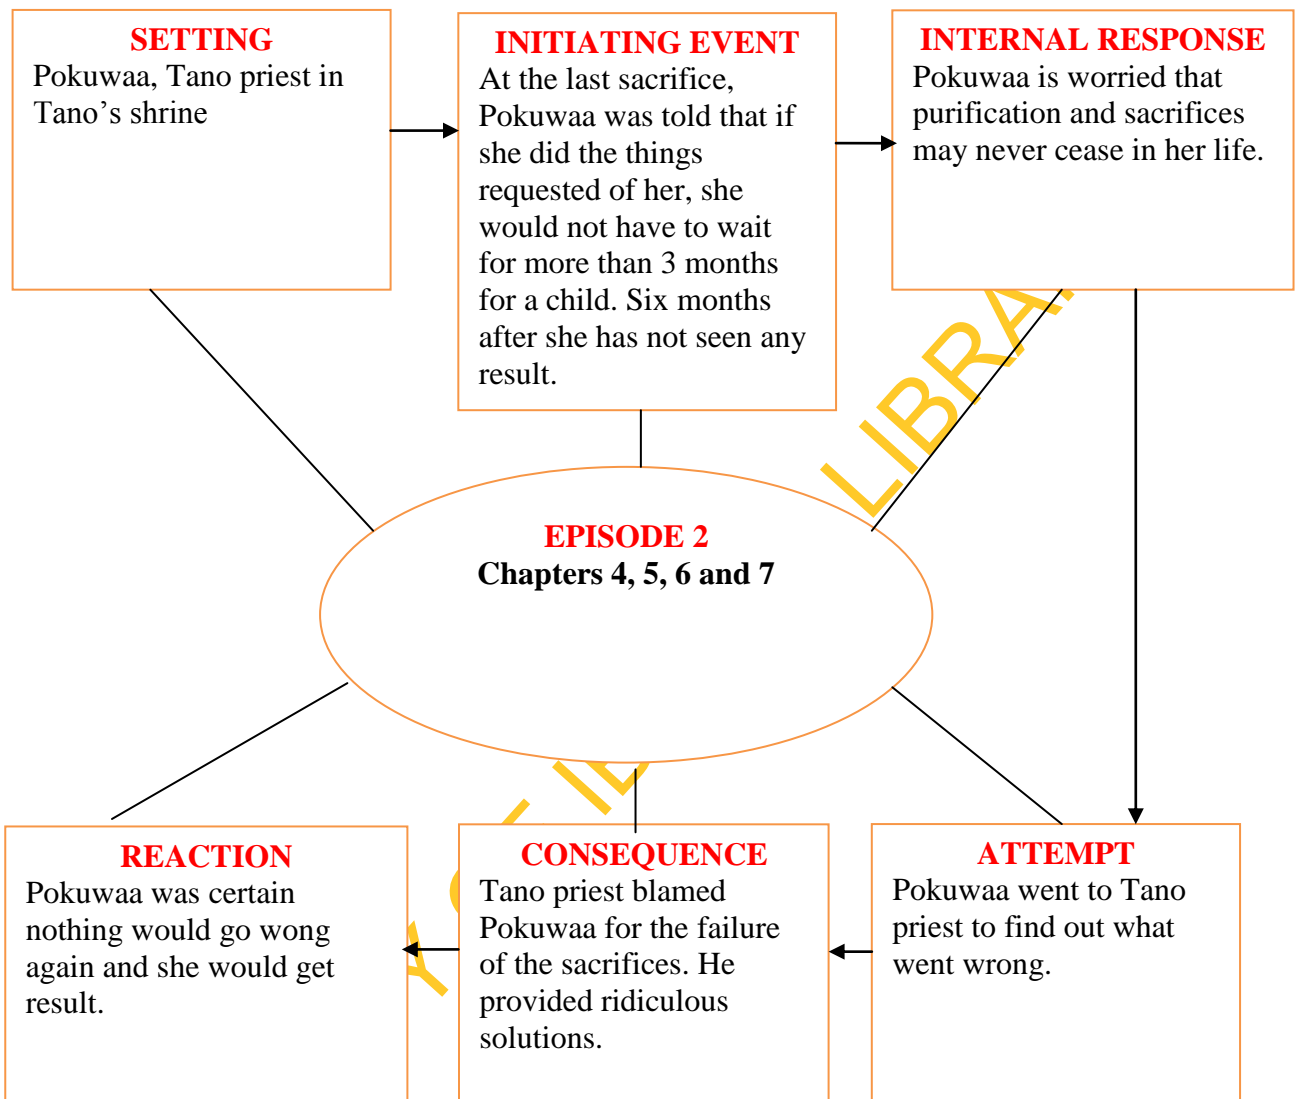 SETTING
Pokuwaa, Tano priest in
Tano’s shrine
INITIATING EVENT
At the last sacrifice,
Pokuwaa was told that if
she did the things
requested of her, she
would not have to wait
for more than 3 months
for a child. Six months
after she has not seen any
result.
INTERNAL RESPONSE
Pokuwaa is worried that
purification and sacrifices
may never cease in her life.
EPISODE 2
Chapters 4, 5, 6 and 7
REACTION
Pokuwaa was certain
nothing would go wong
again and she would get
result.
CONSEQUENCE
Tano priest blamed
Pokuwaa for the failure
of the sacrifices. He
provided ridiculous
solutions.
ATTEMPT
Pokuwaa went to Tano
priest to find out what
went wrong.